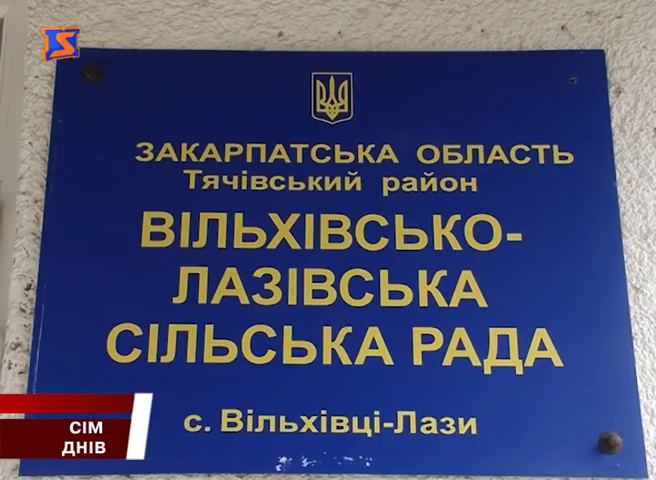 ЗАКАРПАТСЬКА ОБЛАСТЬ
Тячівський район
ВІЛЬХІВСЬКО-
ЛАЗІВСЬКА
СІЛЬСЬКА РАДА
с. Вільхівці-Лази
СІМ
ДНІВ